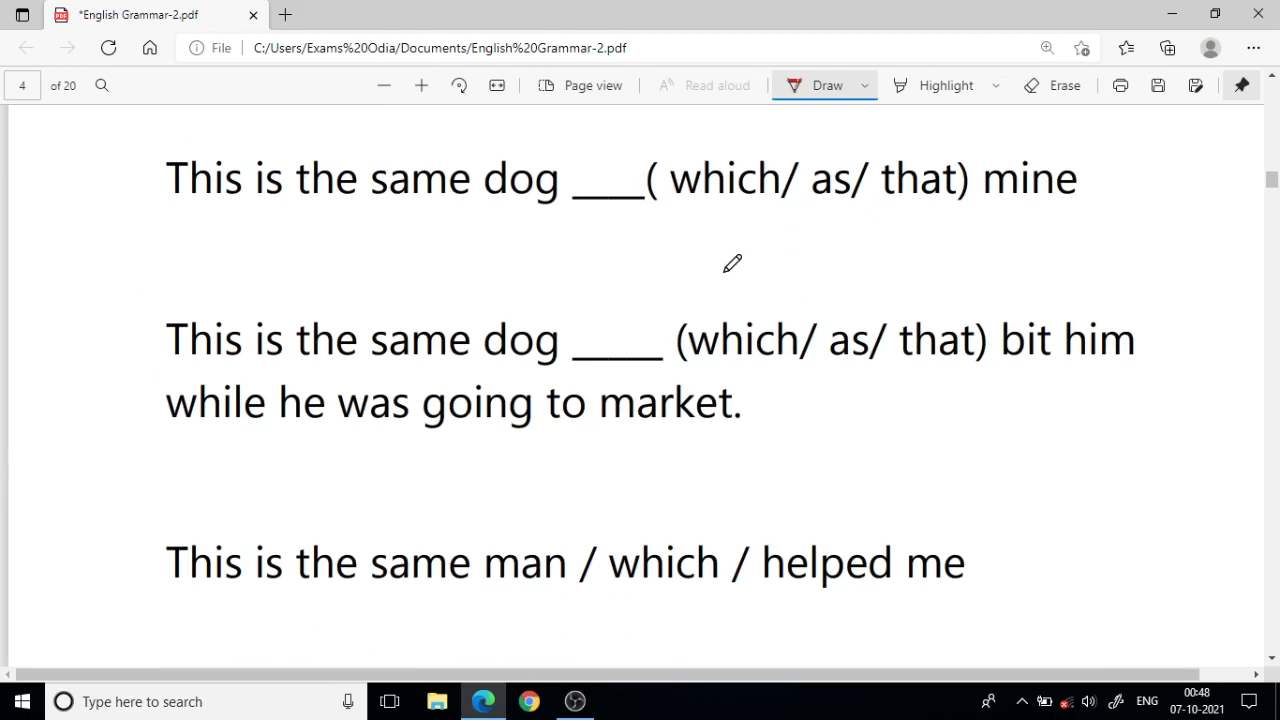 *English Grammar-2.pdf
File C:/Users/Exams%20Odia/Documents/English%20Grammar-2.pdf
4 of 20 Page view Read aloud Draw Highlight Erase
This is the same dog ____( which/ as/ that) mine
This is the same dog _____ (which/ as/ that) bit him
while he was going to market.
This is the same man / which / helped me
Type here to search ENG 00:48
07-10-2021